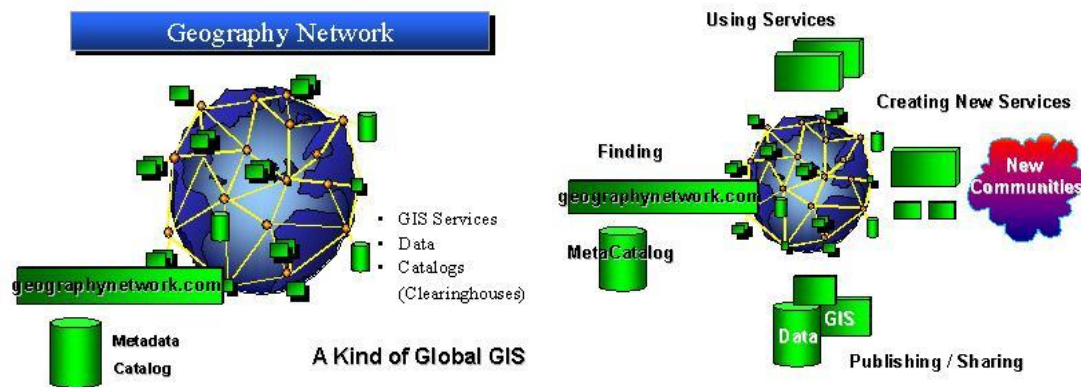 Geography Network
• GIS Services
• Data
• Catalogs
(Clearinghouses)
geographynetwork.com
Metadata
Catalog
A Kind of Global GIS
Using Services
Creating New Services
Finding
geographynetwork.com
New
Communities
MetaCatalog
GIS
Data
Publishing / Sharing